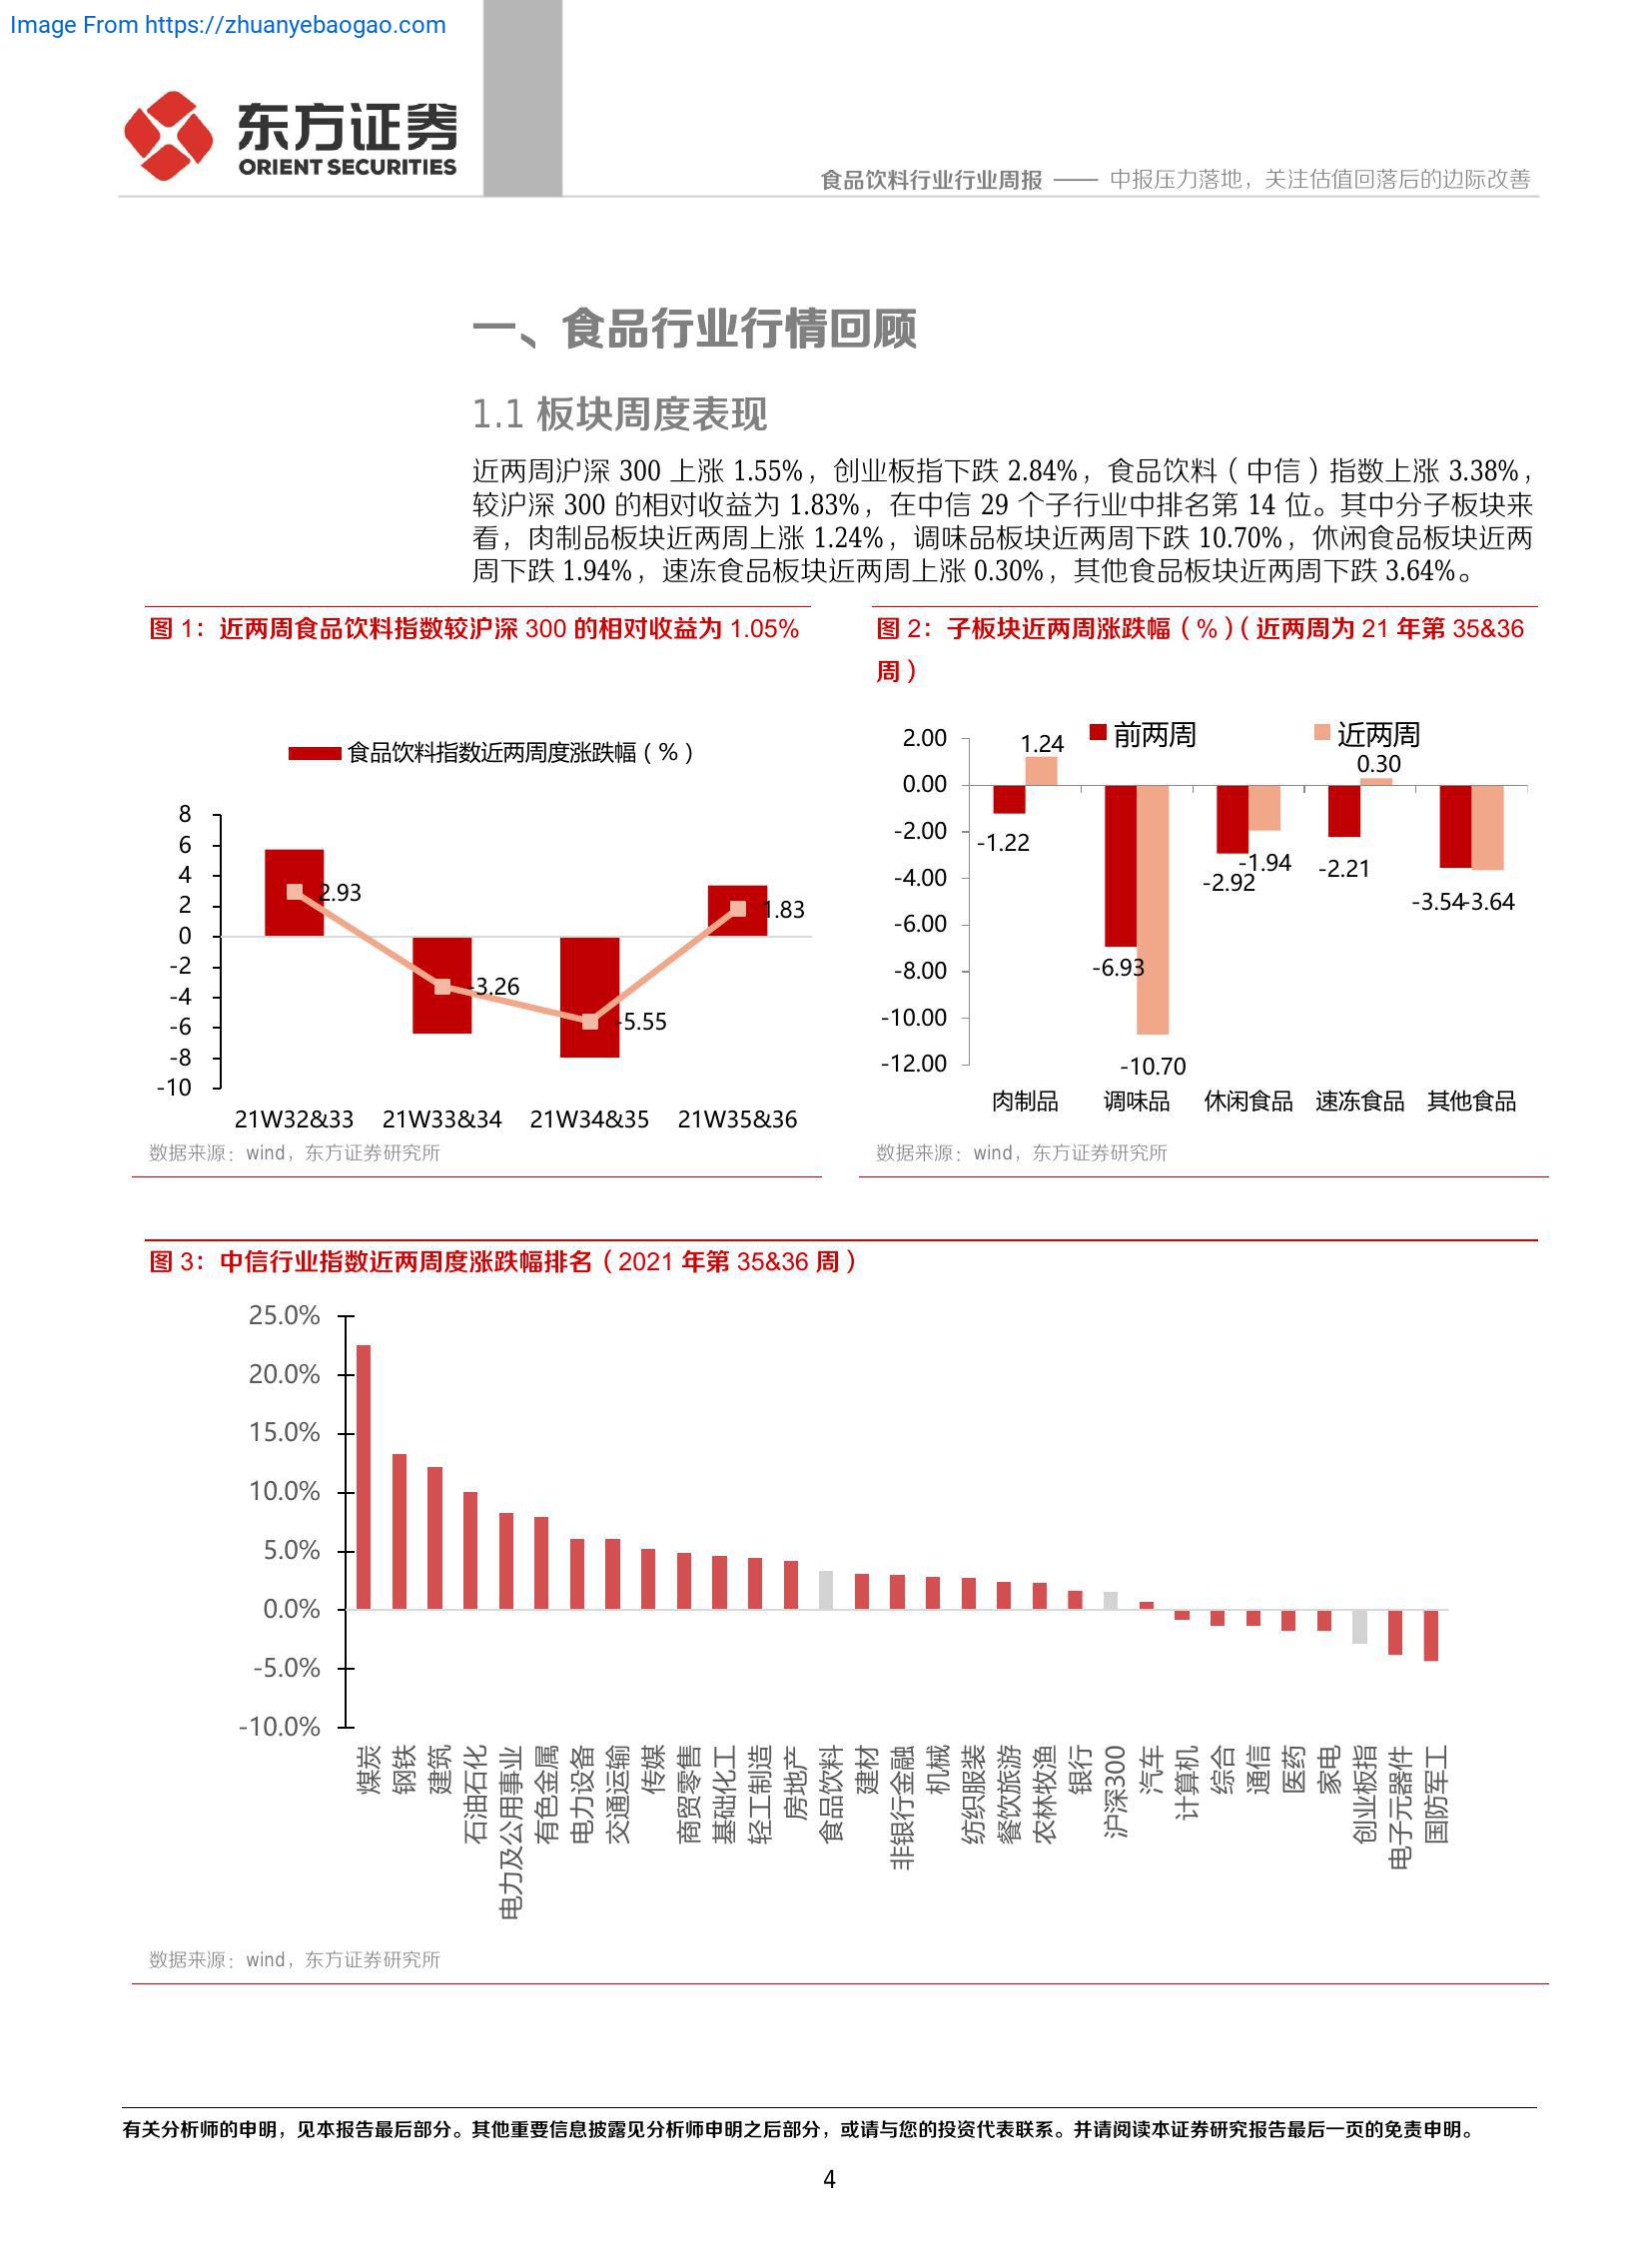 Image From https://zhuanyebaogao.com
东方证券
ORIENT SECURITIES
食品饮料行业行业周报 —— 中报压力落地，关注估值回落后的边际改善
一、食品行业行情回顾
1.1 板块周度表现
近两周沪深 300 上涨 1.55%，创业板指下跌 2.84%，食品饮料（中信）指数上涨 3.38%，
较沪深 300 的相对收益为 1.83%，在中信 29 个子行业中排名第 14 位。其中分子板块来
看，肉制品板块近两周上涨 1.24%，调味品板块近两周下跌 10.70%，休闲食品板块近两
周下跌 1.94%，速冻食品板块近两周上涨 0.30%，其他食品板块近两周下跌 3.64%。
图 1：近两周食品饮料指数较沪深 300 的相对收益为 1.05%
食品饮料指数近两周度涨跌幅（%）
8
6
4
2
0
-2
-4
-6
-8
-10
2.93
-3.26
-5.55
1.83
21W32&33 21W33&34 21W34&35 21W35&36
数据来源：wind，东方证券研究所
图 2：子板块近两周涨跌幅（%）（近两周为 21 年第 35&36
周）
前两周 近两周
2.00
0.00
-2.00
-4.00
-6.00
-8.00
-10.00
-12.00
1.24
-1.22
-6.93
-10.70
-2.92
-1.94
0.30
-2.21
-3.54
-3.64
肉制品 调味品 休闲食品 速冻食品 其他食品
数据来源：wind，东方证券研究所
图 3：中信行业指数近两周度涨跌幅排名（2021 年第 35&36 周）
25.0%
20.0%
15.0%
10.0%
5.0%
0.0%
-5.0%
-10.0%
煤炭
钢铁
建筑
石油石化
电力及公用事业
有色金属
电力设备
交通运输
传媒
商贸零售
基础化工
轻工制造
房地产
食品饮料
建材
非银行金融
机械
纺织服装
餐饮旅游
农林牧渔
银行
沪深300
汽车
计算机
综合
通信
医药
家电
创业板指
电子元器件
国防军工
数据来源：wind，东方证券研究所
有关分析师的申明，见本报告最后部分。其他重要信息披露见分析师申明之后部分，或请与您的投资代表联系。并请阅读本证券研究报告最后一页的免责申明。
4